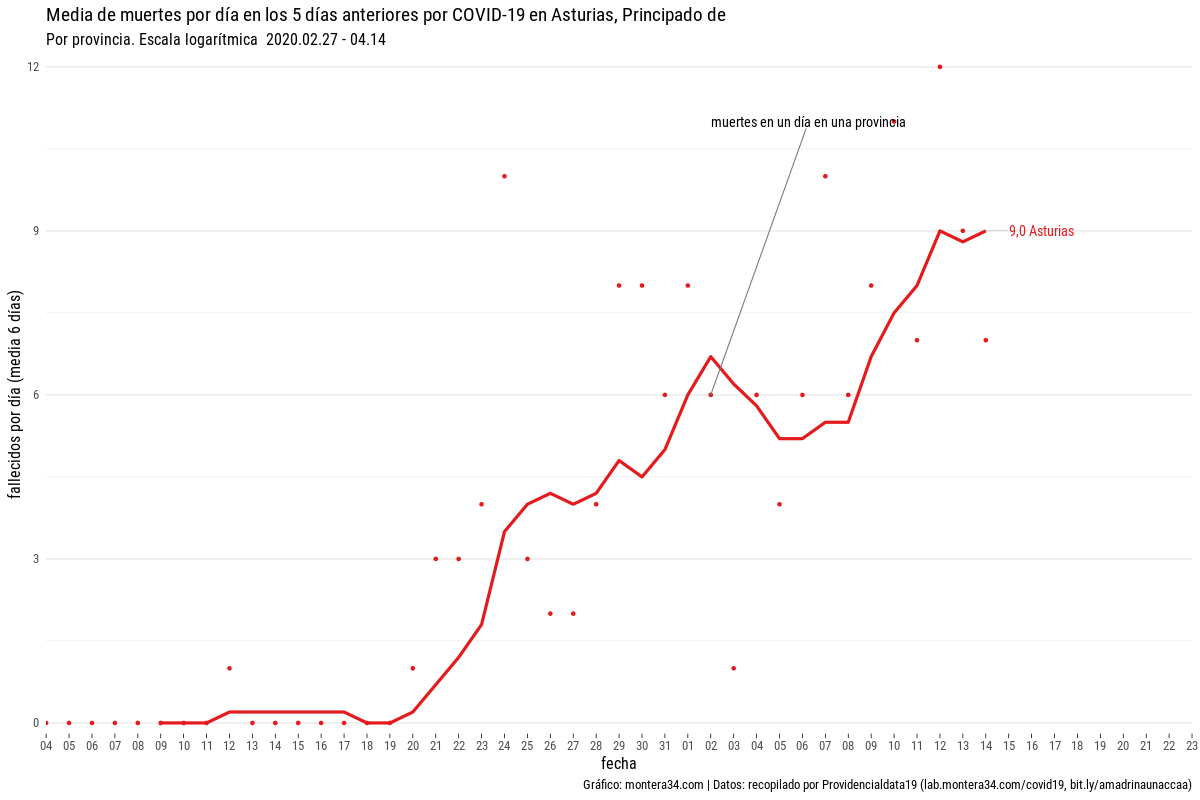 Media de muertes por día en los 5 días anteriores por COVID-19 en Asturias, Principado de
Por provincia. Escala logarítmica  2020.02.27 - 04.14
12
muertes en un día en una provincia
9
9,0 Asturias
fallecidos por día (media 6 días)
6
3
0
04 05 06 07 08 09 10 11 12 13 14 15 16 17 18 19 20 21 22 23 24 25 26 27 28 29 30 31 01 02 03 04 05 06 07 08 09 10 11 12 13 14 15 16 17 18 19 20 21 22 23
fecha
Gráfico: montera34.com | Datos: recopilado por Providencialdata19 (lab.montera34.com/covid19, bit.ly/amadrinaunaccaa)